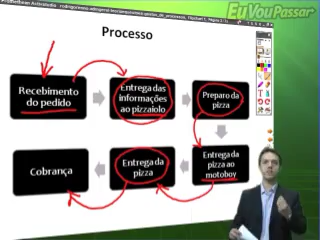 EuVouPassar
Processo
Recebimento
do pedido
Entrega das
informações
ao pizzaiolo
Preparo da
pizza
Cobrança
Entrega da
pizza
Entrega da
pizza ao
motoboy